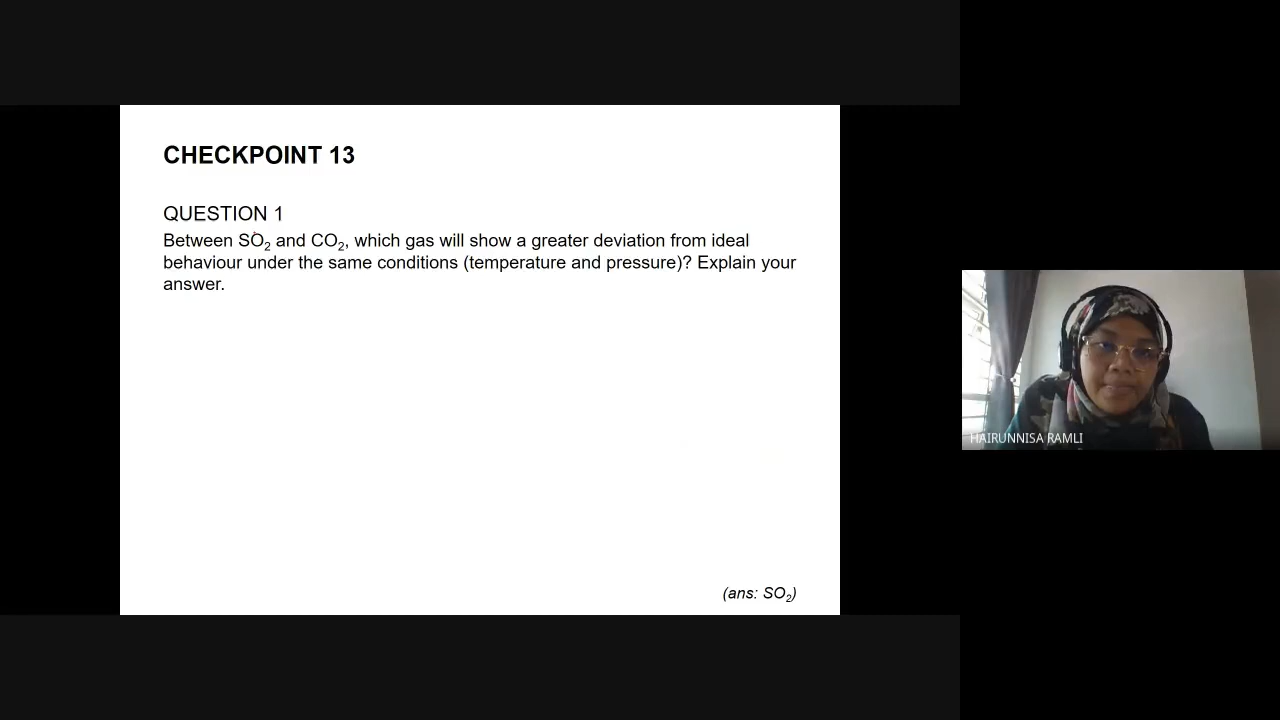 CHECKPOINT 13
QUESTION 1
Between SO₂ and CO₂, which gas will show a greater deviation from ideal
behaviour under the same conditions (temperature and pressure)? Explain your
answer.
(ans: SO₂)
HAIRUNNISA RAMLI